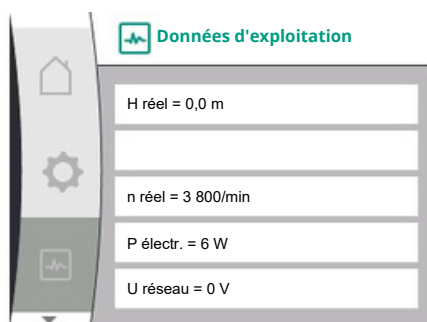 Données d'exploitation
H réel = 0,0 m
n réel = 3 800/min
P électr. = 6 W
U réseau = 0 V